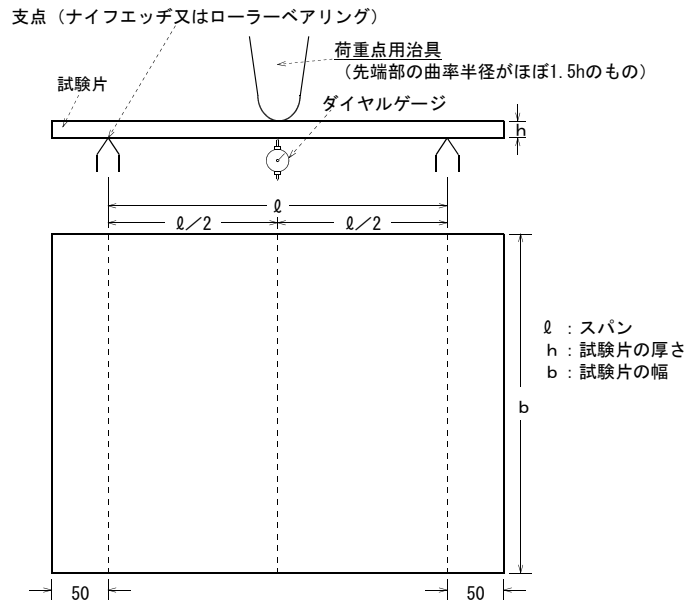 支点（ナイフエッヂ又はローラーベアリング）
荷重点用治具
（先端部の曲率半径がほぼ1.5hのもの）
試験片
ダイヤルゲージ
h
ℓ
ℓ／2
ℓ／2
ℓ：スパン
h：試験片の厚さ
b：試験片の幅
b
50
50